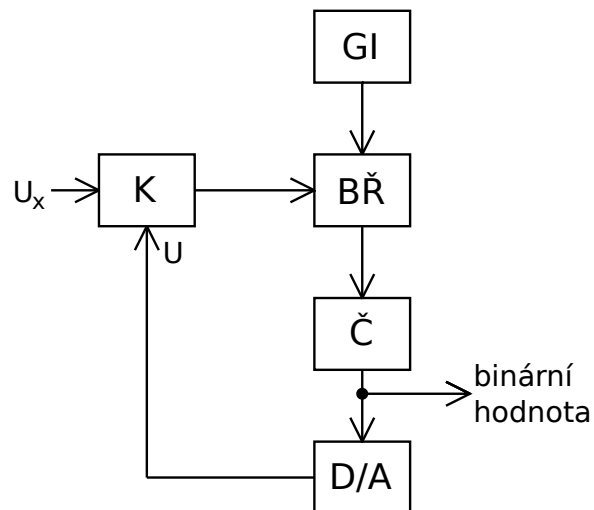 GI
Ux
K
BŘ
U
Č
binární
hodnota
D/A